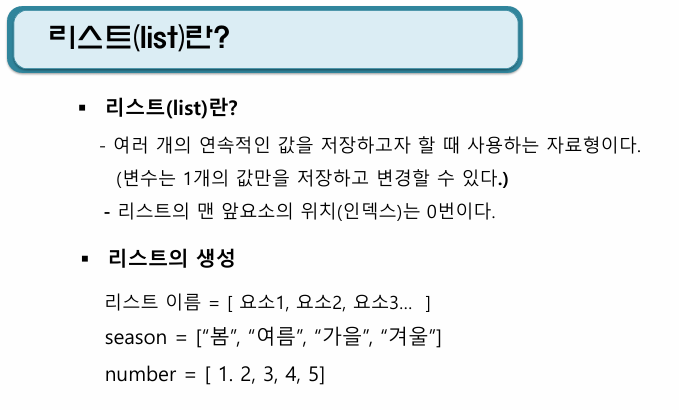 리스트(list)란?
▪ 리스트(list)란?
- 여러 개의 연속적인 값을 저장하고자 할 때 사용하는 자료형이다.
(변수는 1개의 값만을 저장하고 변경할 수 있다.)
- 리스트의 맨 앞요소의 위치(인덱스)는 0번이다.
▪ 리스트의 생성
리스트 이름 = [ 요소1, 요소2, 요소3... ]
season = [“봄”, “여름”, “가을”, “겨울”]
number = [ 1. 2, 3, 4, 5]